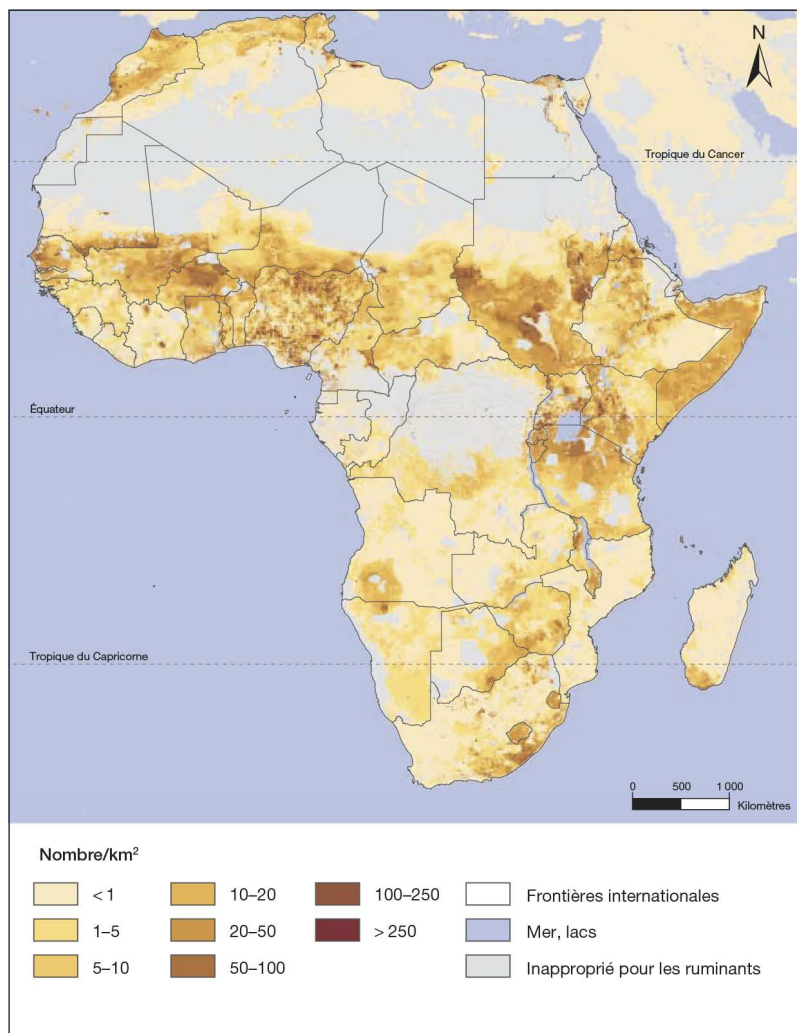 N
Tropique du Cancer
Équateur
Tropique du Capricorne
0 500 1 000
Kilomètres
Nombre/km²
< 1
1–5
5–10
10–20
20–50
50–100
100–250
> 250
Frontières internationales
Mer, lacs
Inapproprié pour les ruminants